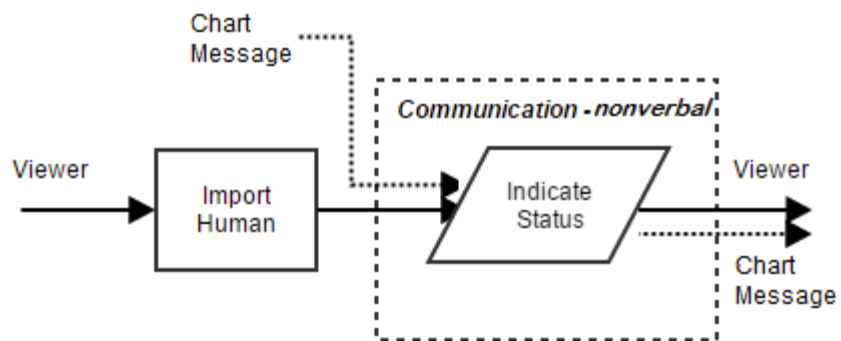 Chart
Message
Communication - nonverbal
Viewer
Import
Human
Indicate
Status
Viewer
Chart
Message